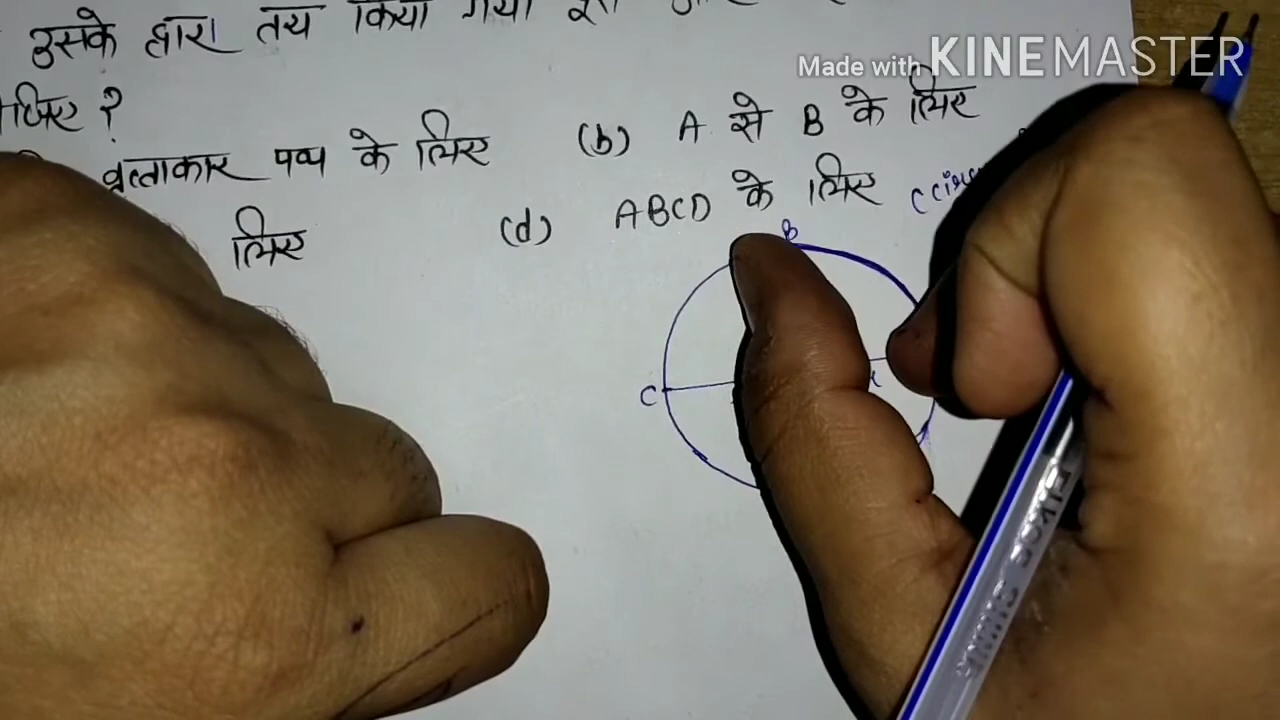 उसके द्वारा तय किया गया
Made with KINEMASTER
लिए ?
वृत्ताकार पथ के लिए (b) A से B के लिए
लिए (d) ABCD के लिए
B
C